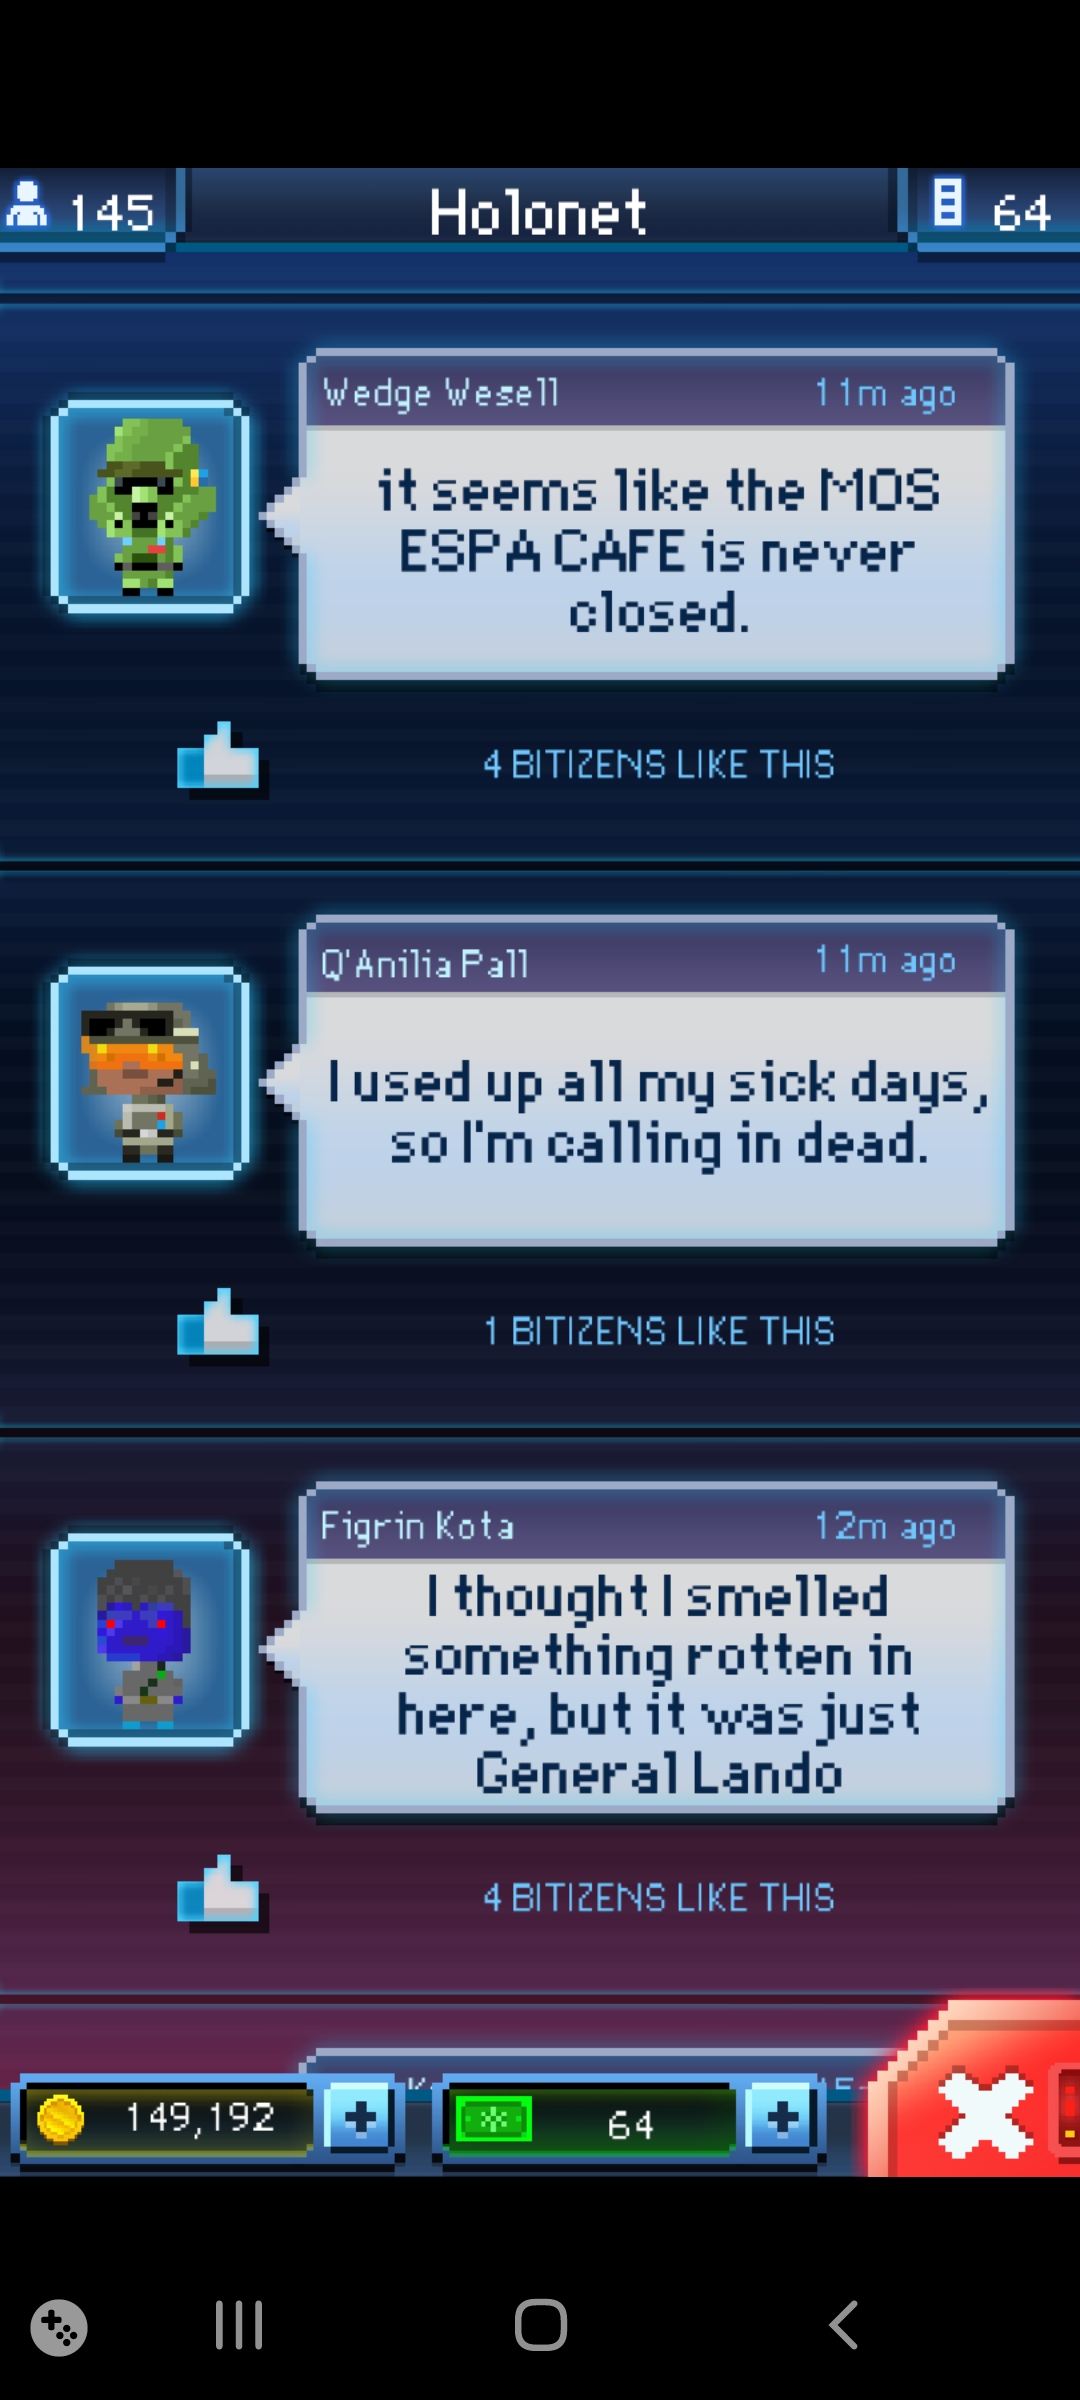 145
Holonet
64
Wedge Wesell
11m ago
it seems like the MOS
ESPA CAFE is never
closed.
4 BITIZENS LIKE THIS
Q'Anilia Pall
11m ago
I used up all my sick days,
so I'm calling in dead.
1 BITIZENS LIKE THIS
Figrin Kota
12m ago
I thought I smelled
something rotten in
here, but it was just
General Lando
4 BITIZENS LIKE THIS
149,192
64